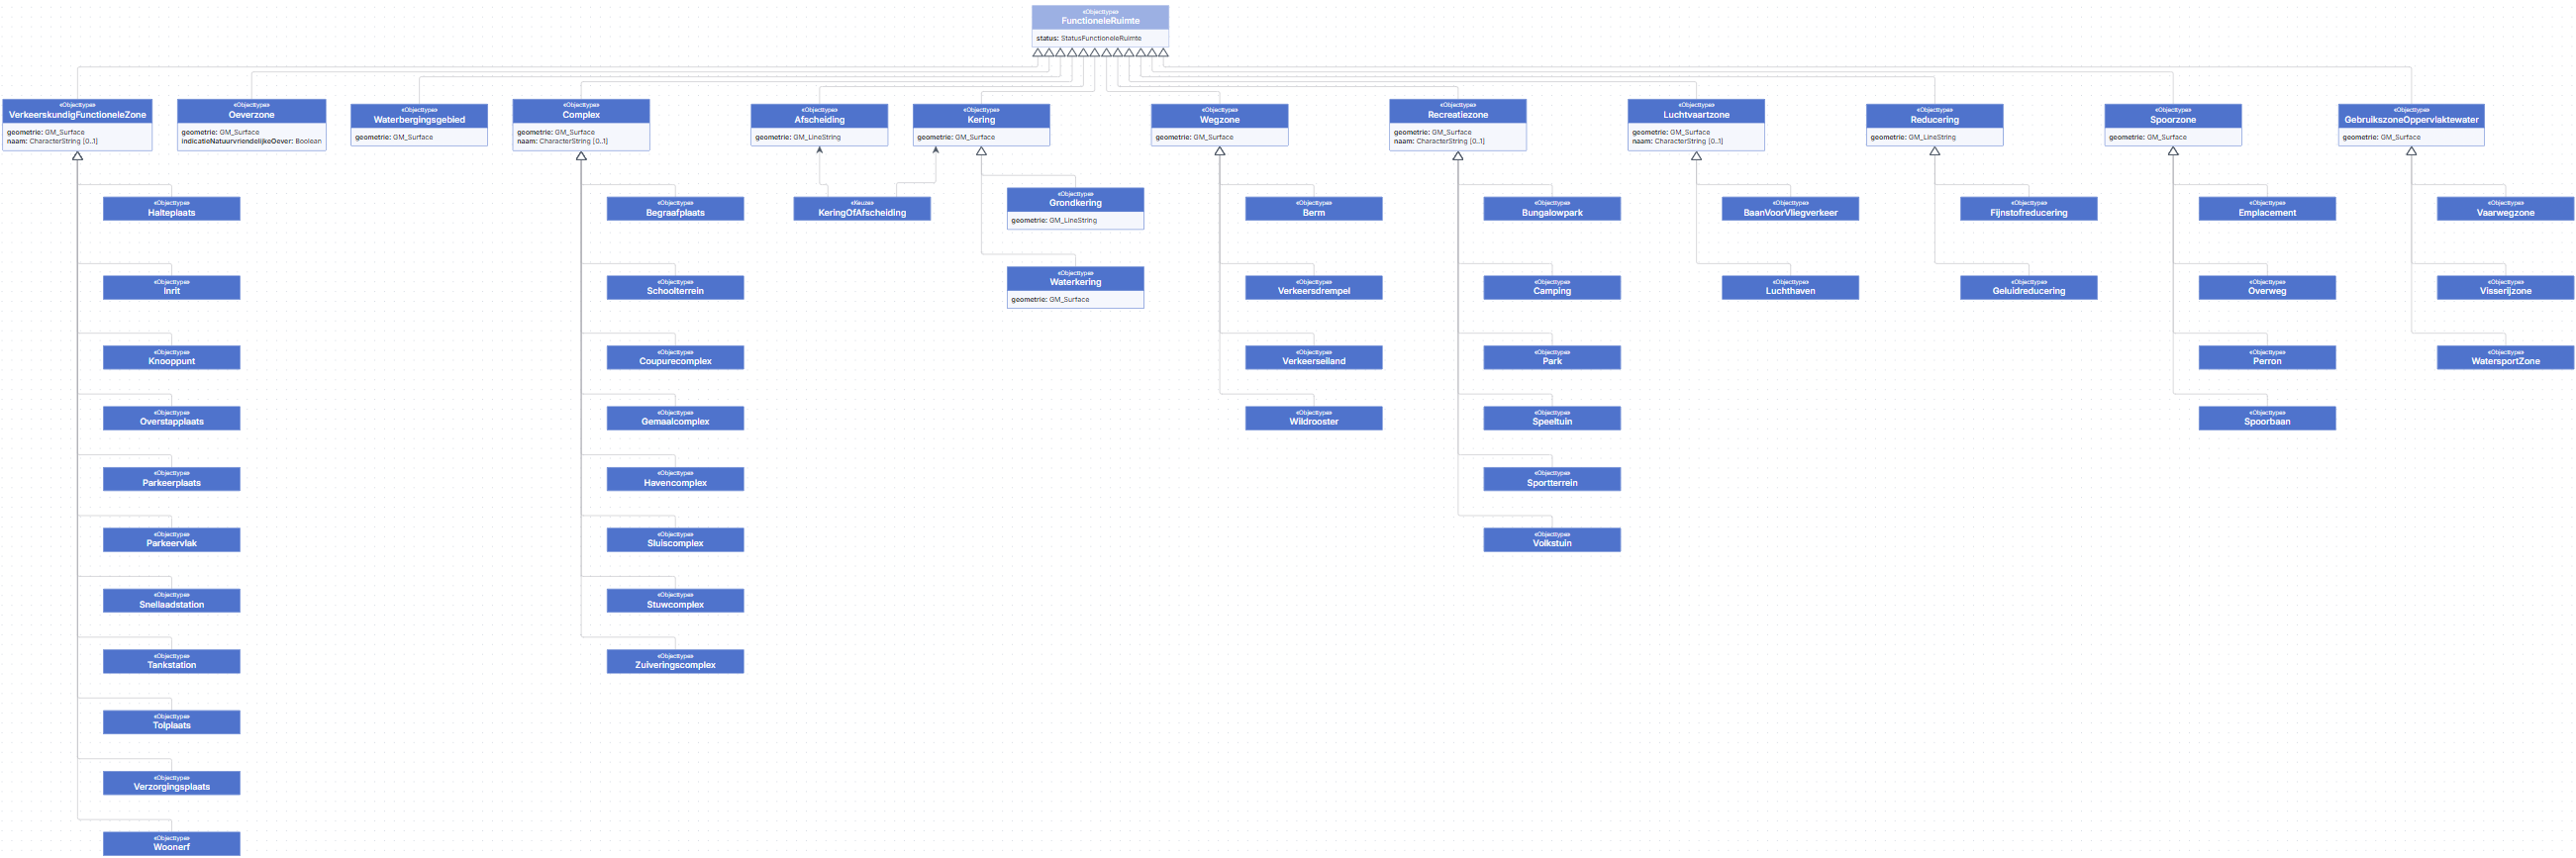 «Objecttype»
FunctioneleRuimte
status: StatusFunctioneleRuimte
«Objecttype»
VerkeerskundigFunctioneleZone
geometrie: GM_Surface
naam: CharacterString [0..1]
«Objecttype»
Oeverzone
geometrie: GM_Surface
indicatieNatuurvriendelijkeOever: Boolean
«Objecttype»
Waterbergingsgebied
geometrie: GM_Surface
«Objecttype»
Complex
geometrie: GM_Surface
naam: CharacterString [0..1]
«Objecttype»
Afscheiding
geometrie: GM_LineString
«Objecttype»
Kering
geometrie: GM_Surface
«Objecttype»
Wegzone
geometrie: GM_Surface
«Objecttype»
Recreatiezone
geometrie: GM_Surface
naam: CharacterString [0..1]
«Objecttype»
Luchtvaartzone
geometrie: GM_Surface
naam: CharacterString [0..1]
«Objecttype»
Reducering
geometrie: GM_LineString
«Objecttype»
Spoorzone
geometrie: GM_Surface
«Objecttype»
GebruikszoneOppervlaktewater
geometrie: GM_Surface
«Objecttype»
Halteplaats
«Objecttype»
Inrit
«Objecttype»
Knooppunt
«Objecttype»
Overstapplaats
«Objecttype»
Parkeerplaats
«Objecttype»
Parkeervlak
«Objecttype»
Snellaadstation
«Objecttype»
Tankstation
«Objecttype»
Tolplaats
«Objecttype»
Verzorgingsplaats
«Objecttype»
Woonerf
«Objecttype»
Begraafplaats
«Objecttype»
Schoolterrein
«Objecttype»
Coupurecomplex
«Objecttype»
Gemaalcomplex
«Objecttype»
Havencomplex
«Objecttype»
Sluiscomplex
«Objecttype»
Stuwcomplex
«Objecttype»
Zuiveringscomplex
«Keuze»
KeringOfAfscheiding
«Objecttype»
Grondkering
geometrie: GM_LineString
«Objecttype»
Waterkering
geometrie: GM_Surface
«Objecttype»
Berm
«Objecttype»
Verkeersdrempel
«Objecttype»
Verkeerseiland
«Objecttype»
Wildrooster
«Objecttype»
Bungalowpark
«Objecttype»
Camping
«Objecttype»
Park
«Objecttype»
Speeltuin
«Objecttype»
Sportterrein
«Objecttype»
Volkstuin
«Objecttype»
BaanVoorVliegverkeer
«Objecttype»
Luchthaven
«Objecttype»
Fijnstofreducering
«Objecttype»
Geluidreducering
«Objecttype»
Emplacement
«Objecttype»
Overweg
«Objecttype»
Perron
«Objecttype»
Spoorbaan
«Objecttype»
Vaarwegzone
«Objecttype»
Visserijzone
«Objecttype»
WatersportZone